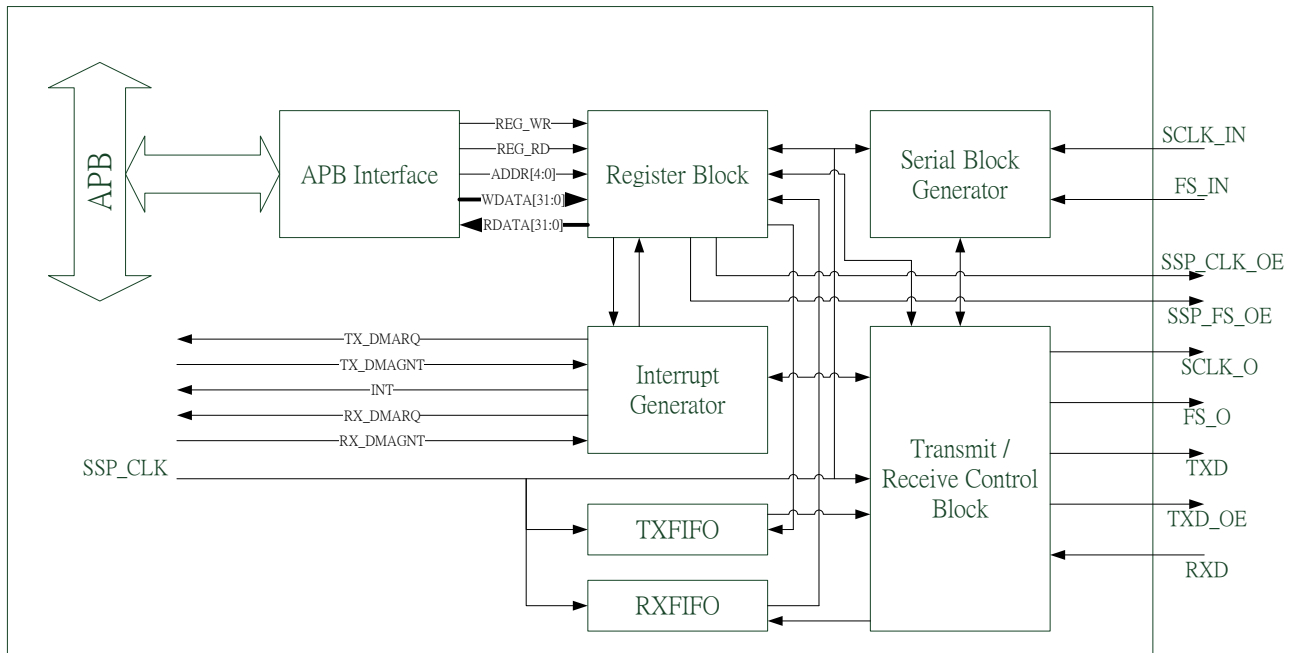 APB
APB Interface
REG_WR
REG_RD
ADDR[4:0]
WDATA[31:0]
RDATA[31:0]
Register Block
Serial Block
Generator
SCLK_IN
FS_IN
SSP_CLK_OE
SSP_FS_OE
TX_DMARQ
TX_DMAGNT
INT
RX_DMARQ
RX_DMAGNT
Interrupt
Generator
SSP_CLK
TXFIFO
RXFIFO
Transmit /
Receive Control
Block
SCLK_O
FS_O
TXD
TXD_OE
RXD